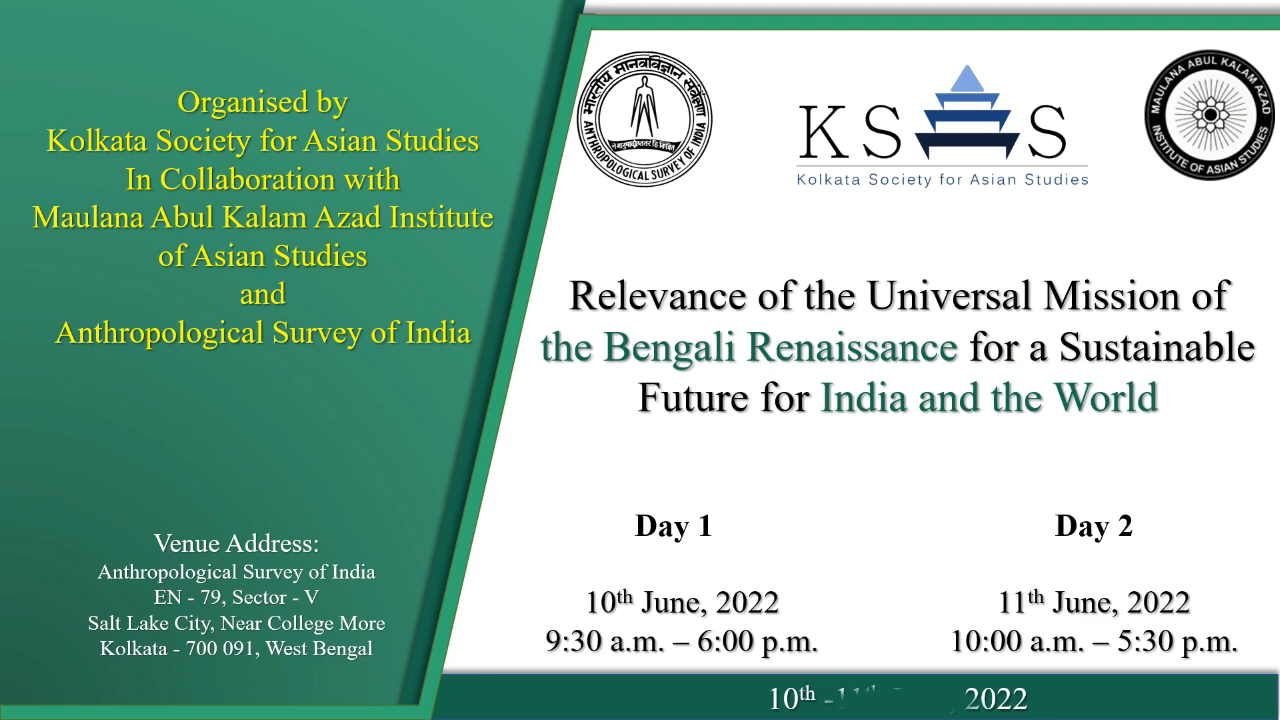 Organised by
Kolkata Society for Asian Studies
In Collaboration with
Maulana Abul Kalam Azad Institute
of Asian Studies
and
Anthropological Survey of India
Venue Address:
Anthropological Survey of India
EN - 79, Sector - V
Salt Lake City, Near College More
Kolkata - 700 091, West Bengal
भारतीय मानवविज्ञान सर्वेक्षण
ANTHROPOLOGICAL SURVEY OF INDIA
KS S
Kolkata Society for Asian Studies
MAULANA ABUL KALAM AZAD
INSTITUTE OF ASIAN STUDIES
Relevance of the Universal Mission of
the Bengali Renaissance for a Sustainable
Future for India and the World
Day 1
10th June, 2022
9:30 a.m. – 6:00 p.m.
Day 2
11th June, 2022
10:00 a.m. – 5:30 p.m.
10th - 2022